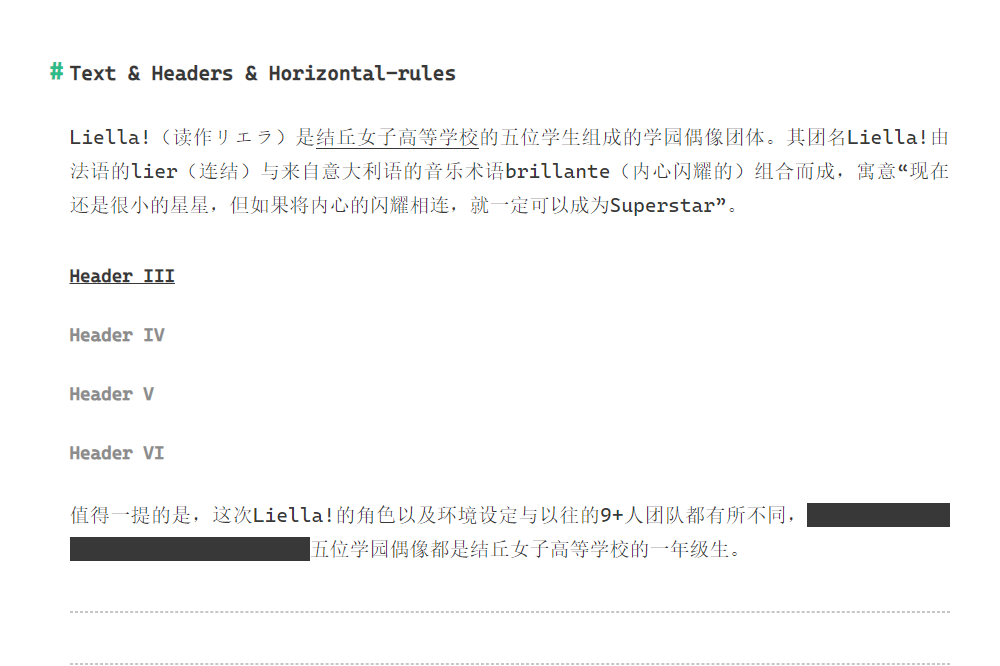 # Text & Headers & Horizontal-rules
Liella!（读作リエラ）是结丘女子高等学校的五位学生组成的学园偶像团体。其团名Liella!由
法语的lier（连结）与来自意大利语的音乐术语brillante（内心闪耀的）组合而成，寓意“现在
还是很小的星星，但如果将内心的闪耀相连，就一定可以成为Superstar”。
Header III
Header IV
Header V
Header VI
值得一提的是，这次Liella!的角色以及环境设定与以往的9+人团队都有所不同，
五位学园偶像都是结丘女子高等学校的一年级生。